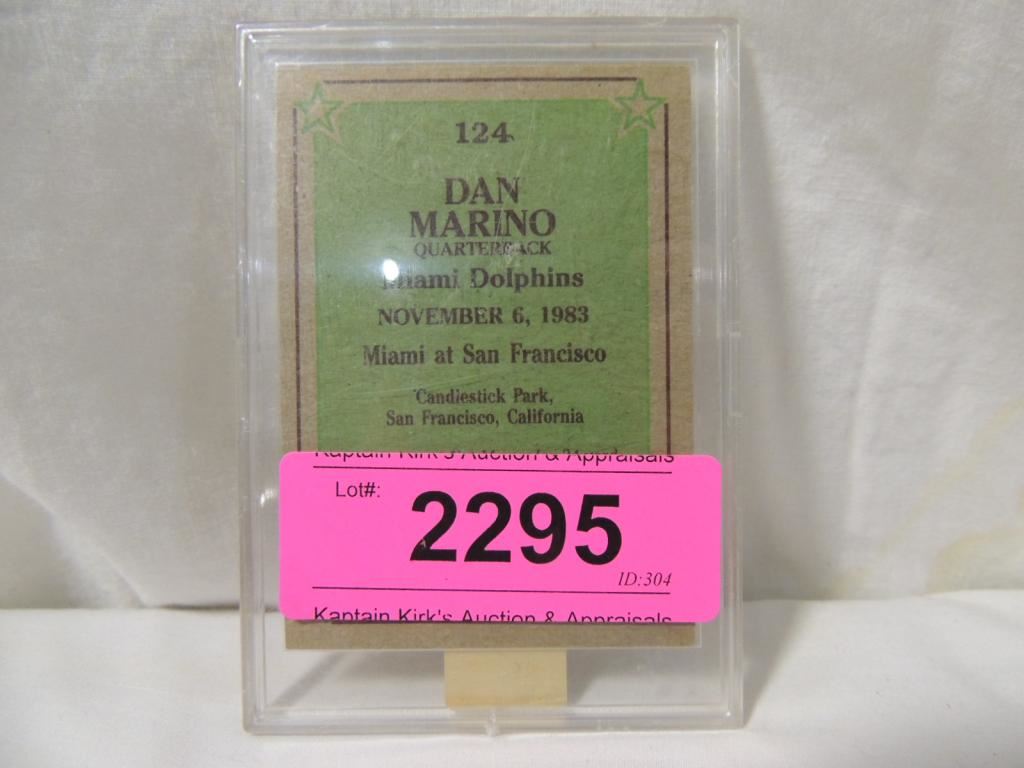 124
DAN
MARINO
QUARTERBACK
Miami Dolphins
NOVEMBER 6, 1983
Miami at San Francisco
Candlestick Park,
San Francisco, California
Kaptain Kirk's Auction & Appraisals
Lot#:
2295
ID:304
Kaptain Kirk's Auction & Appraisals